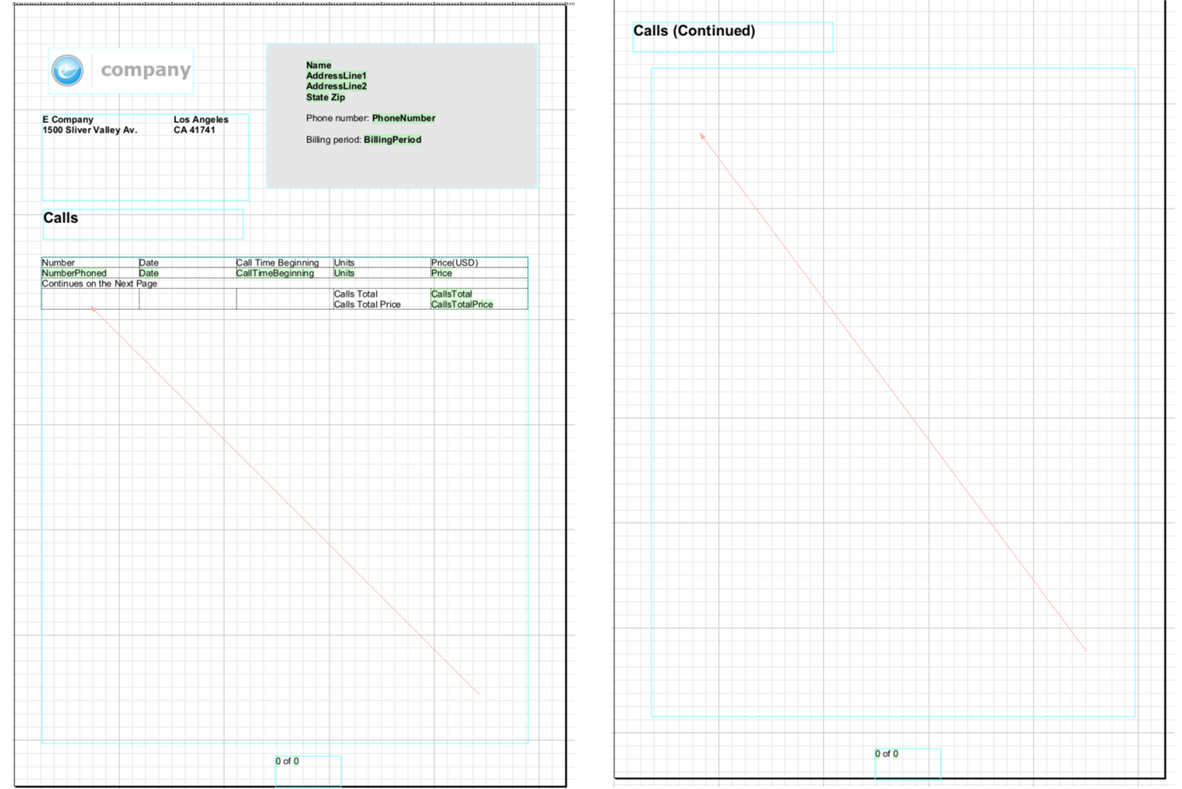 company
Name
AddressLine1
AddressLine2
State Zip
Phone number: PhoneNumber
Billing period: BillingPeriod
E Company Los Angeles
1500 Sliver Valley Av. CA 41741
Calls
Number Date Call Time Beginning Units Price(USD)
NumberPhoned Date CallTimeBeginning Units Price
Continues on the Next Page
Calls Total CallsTotal
Calls Total Price CallsTotalPrice
0 of 0
Calls (Continued)
0 of 0